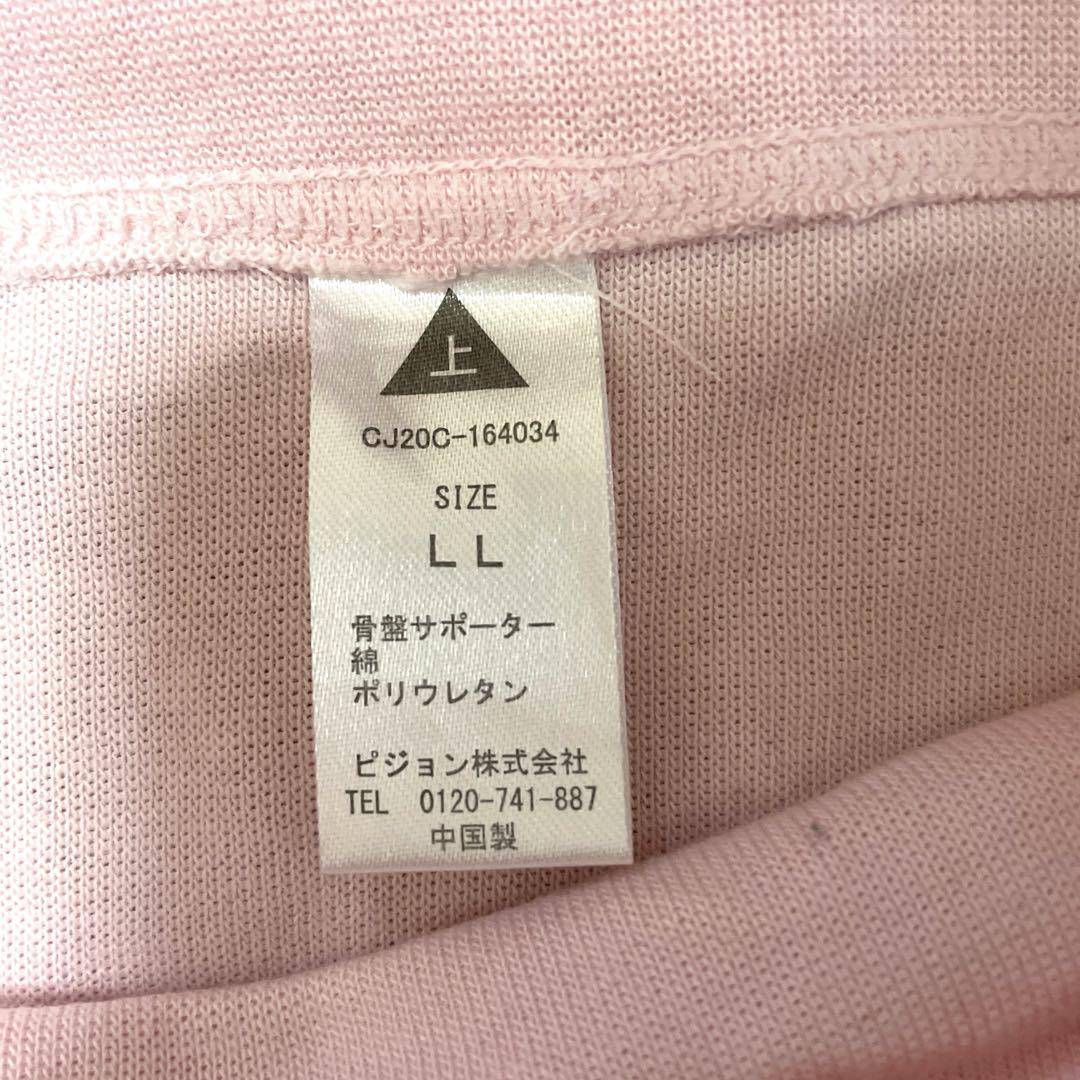 上
CJ20C-164034
SIZE
LL
骨盤サポーター
綿
ポリウレタン
ピジョン株式会社
TEL 0120-741-887
中国製